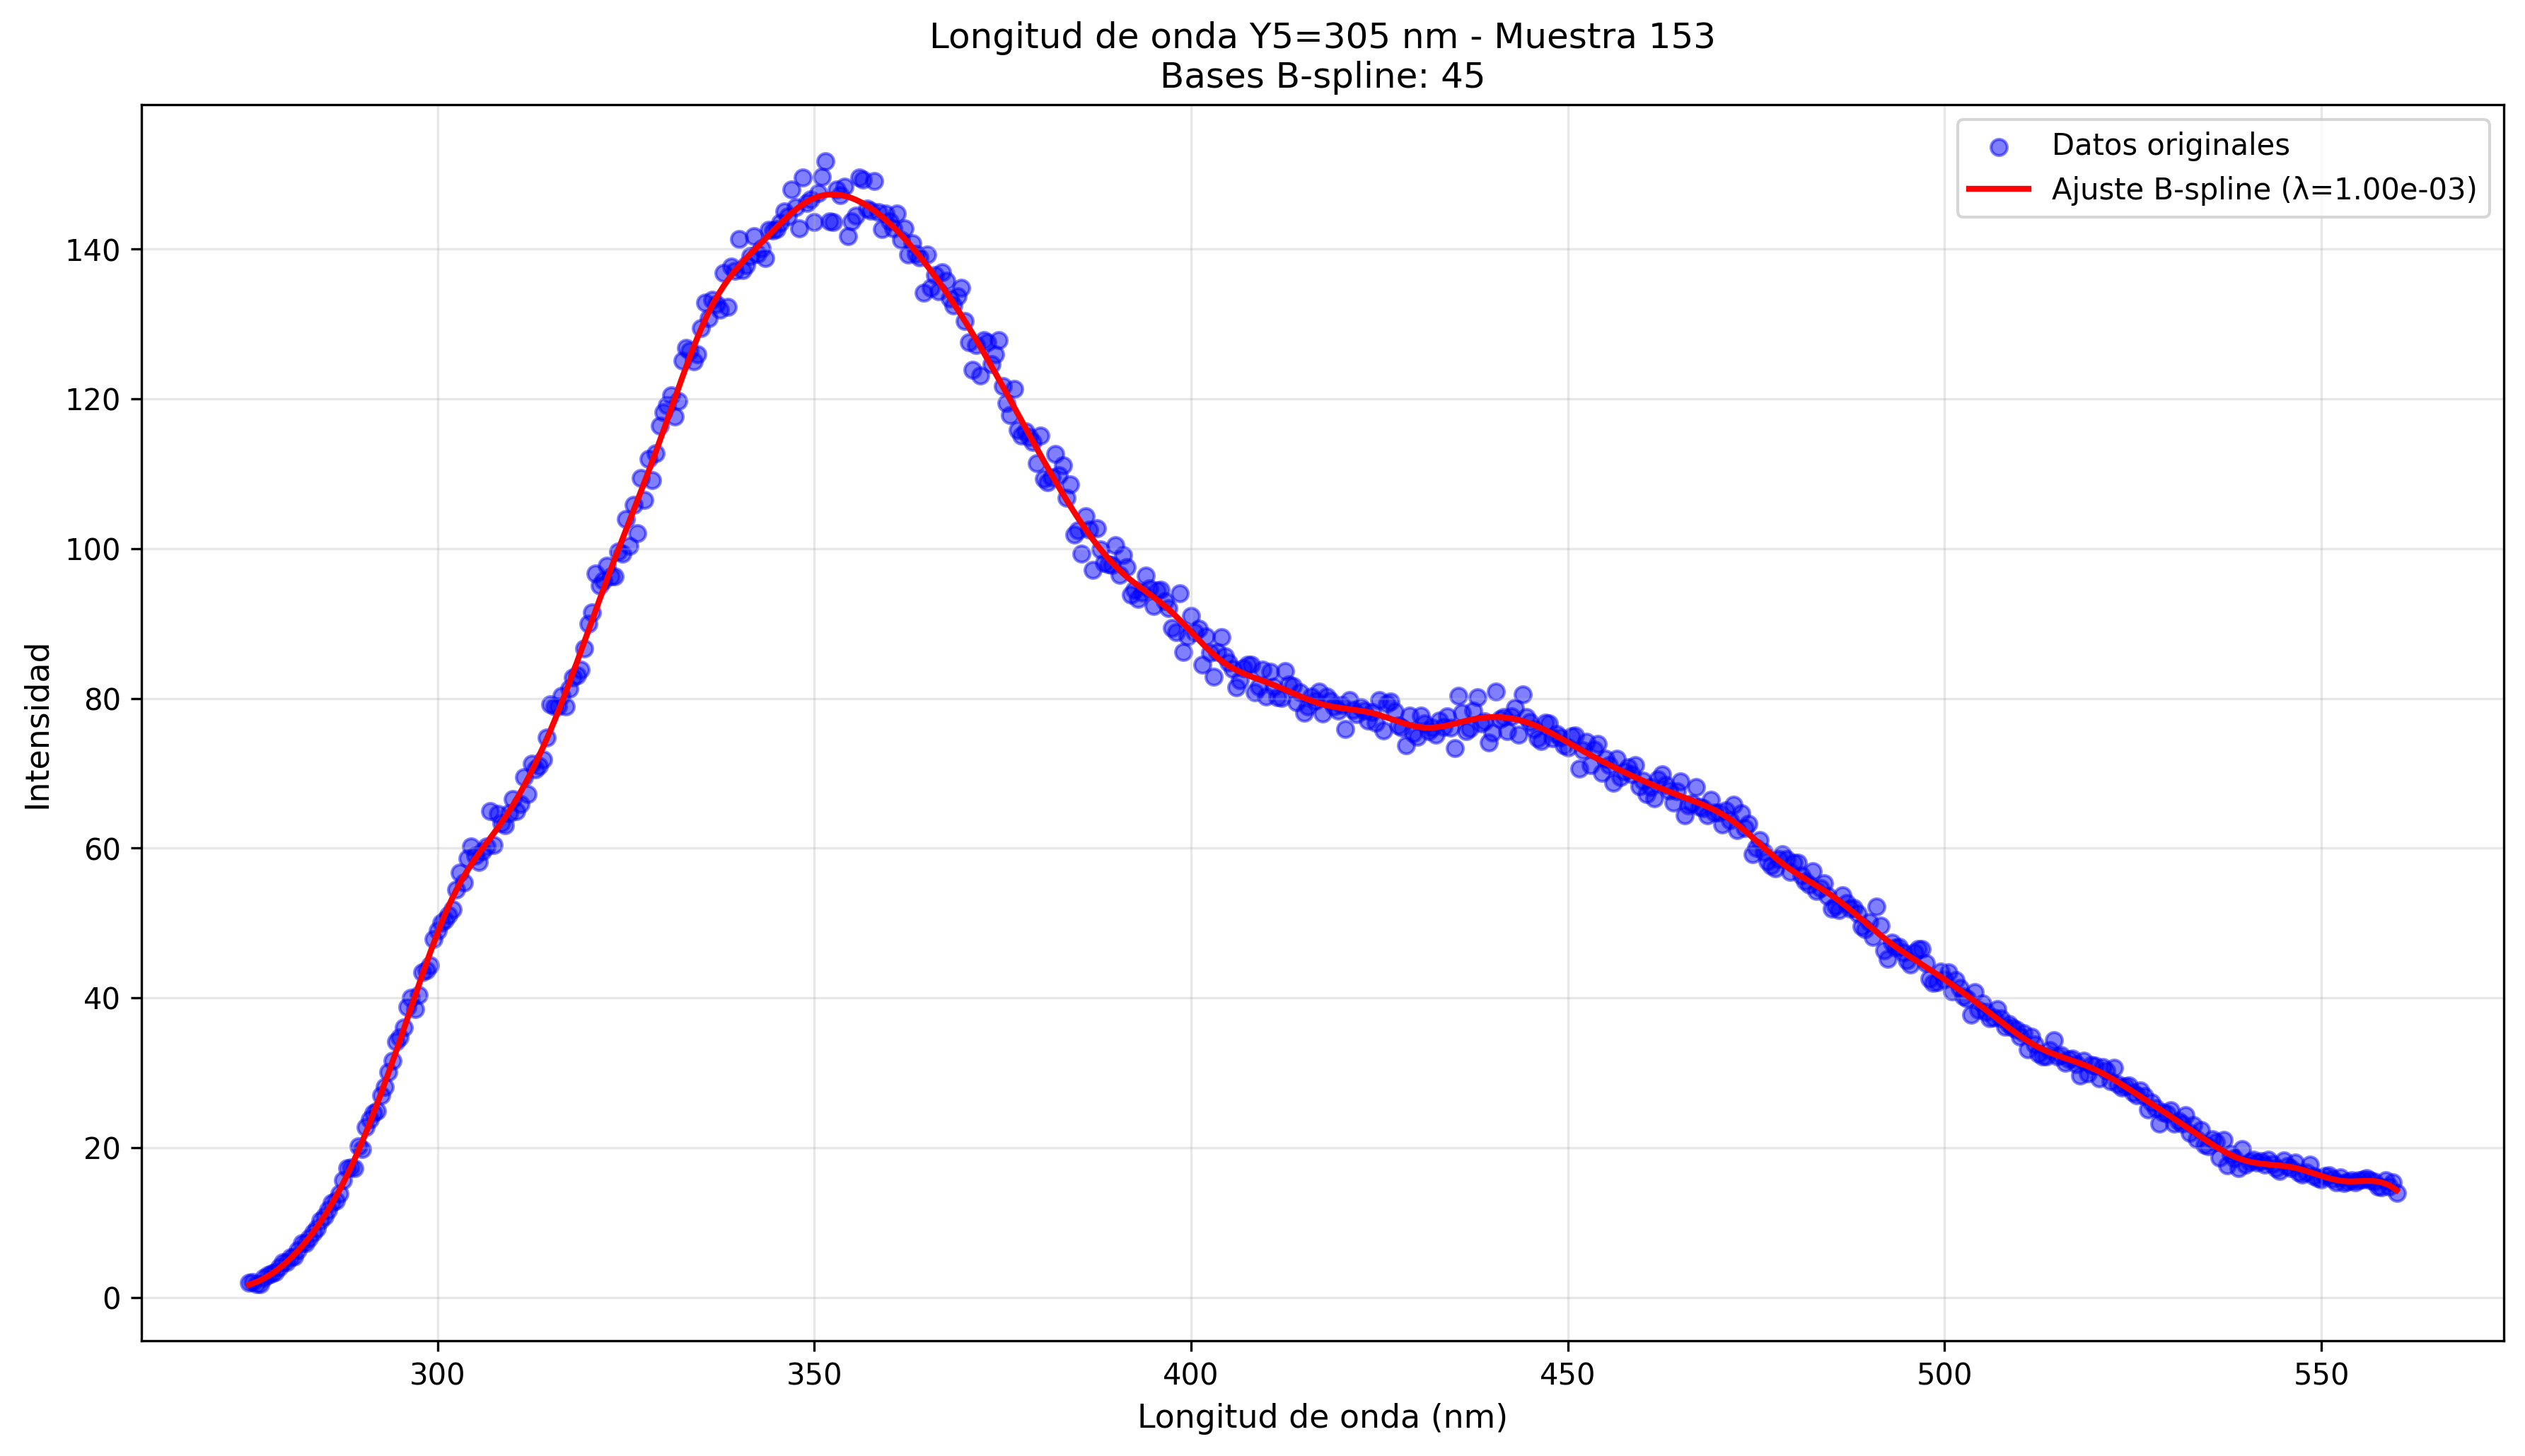 Longitud de onda Y5=305 nm - Muestra 153
Bases B-spline: 45
Datos originales
Ajuste B-spline (λ=1.00e-03)
Intensidad
140
120
100
80
60
40
20
0
300 350 400 450 500 550
Longitud de onda (nm)